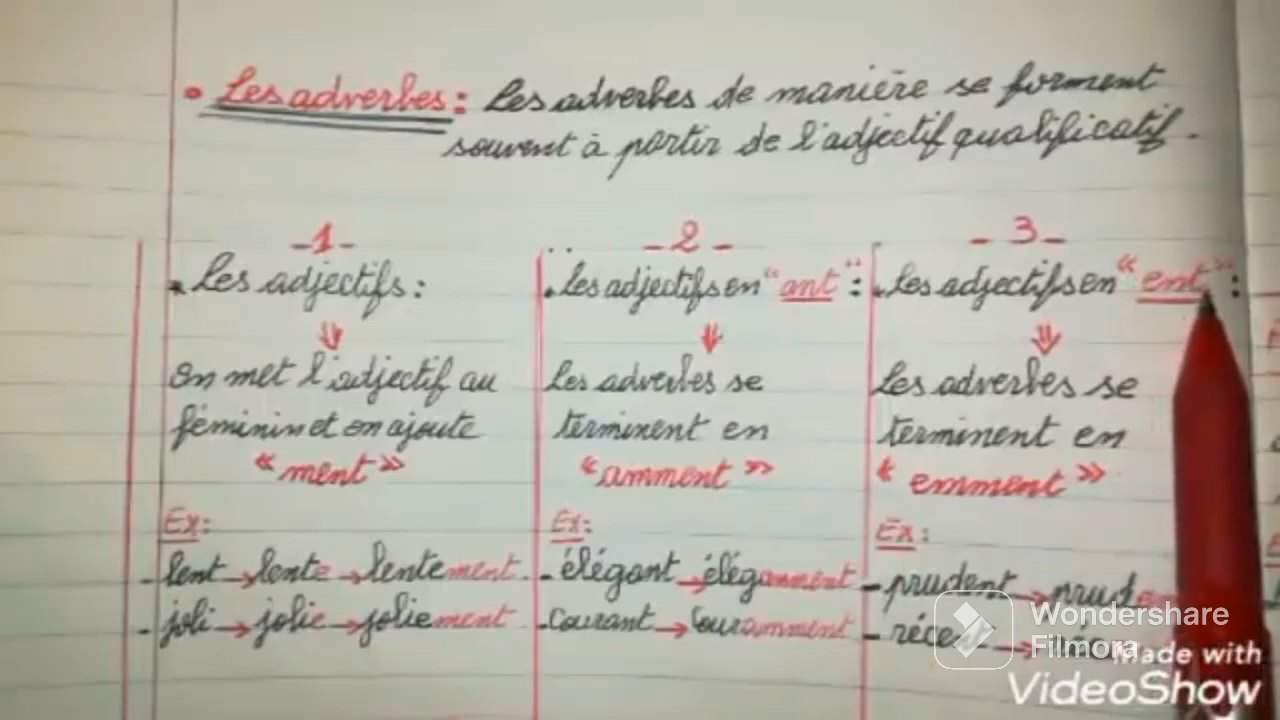 • Les adverbes : Les adverbes de manière se forment
souvent à partir de l'adjectif qualificatif.
-1-
. Les adjectifs :
on met l'adjectif au
féminin et on ajoute
« ment »
Ex :
- lent → lente → lentement
- joli → jolie → joliement
-2-
. Les adjectifs en "ant" :
Les adverbes se
terminent en
« amment »
Ex :
- élégant → élégamment
- Courant → Couramment
-3-
. Les adjectifs en "ent" :
Les adverbes se
terminent en
« emment »
Ex :
- prudent →
-
Wondershare
Filmora
Made with
VideoShow